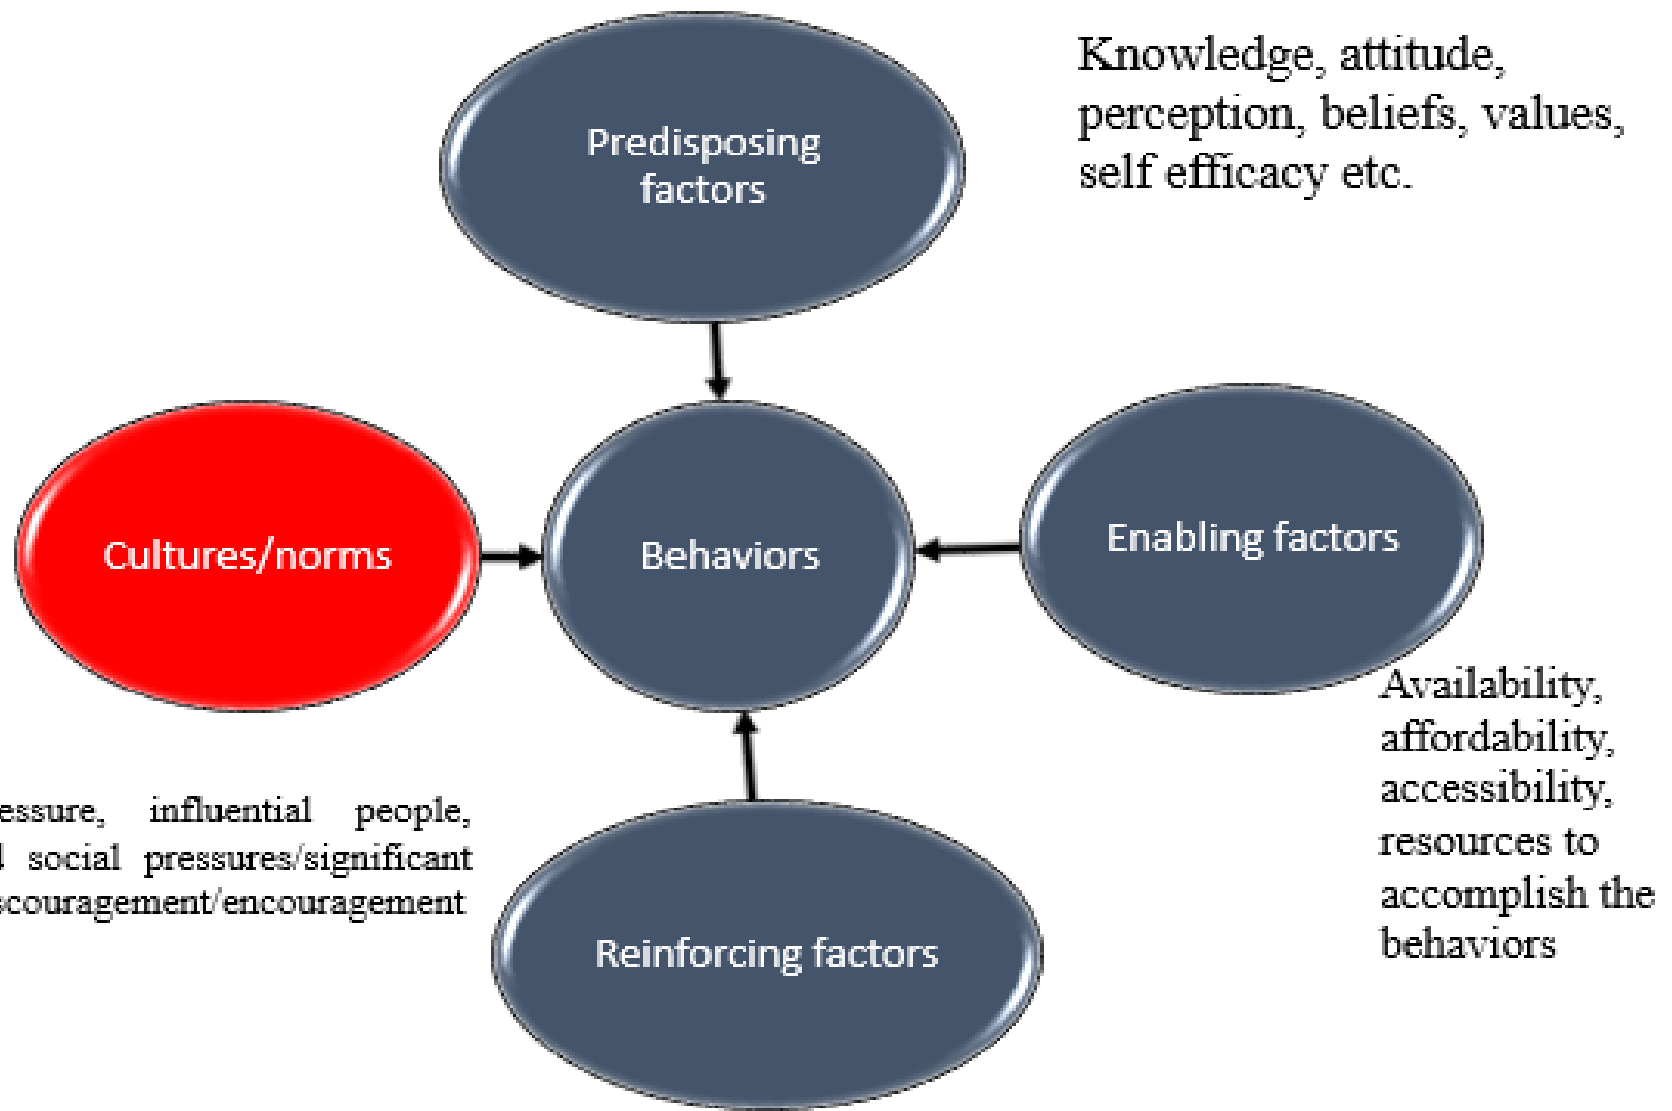 Knowledge, attitude,
perception, beliefs, values,
self efficacy etc.
Predisposing
factors
Cultures/norms
Behaviors
Enabling factors
Availability,
affordability,
accessibility,
resources to
accomplish the
behaviors
influential people,
social pressures/significant
Reinforcing factors